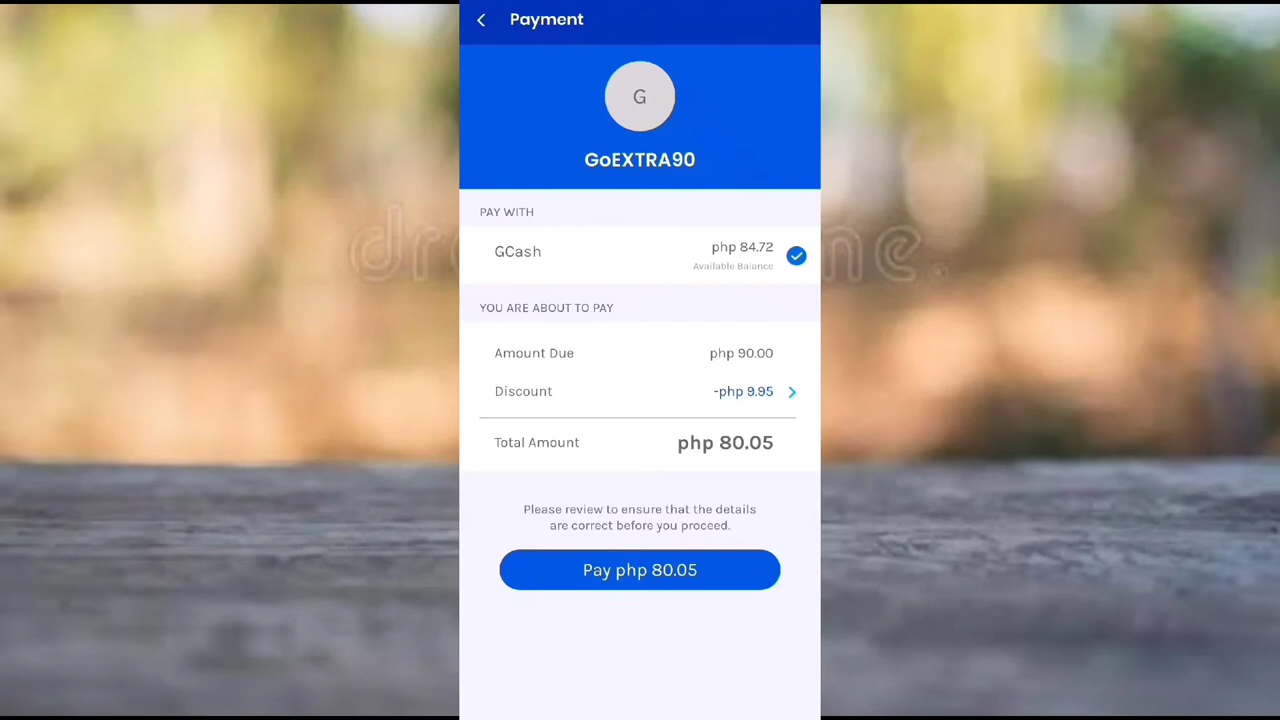 Payment
G
GoEXTRA90
PAY WITH
GCash
php 84.72
Available Balance
YOU ARE ABOUT TO PAY
Amount Due php 90.00
Discount -php 9.95
Total Amount php 80.05
Please review to ensure that the details
are correct before you proceed.
Pay php 80.05